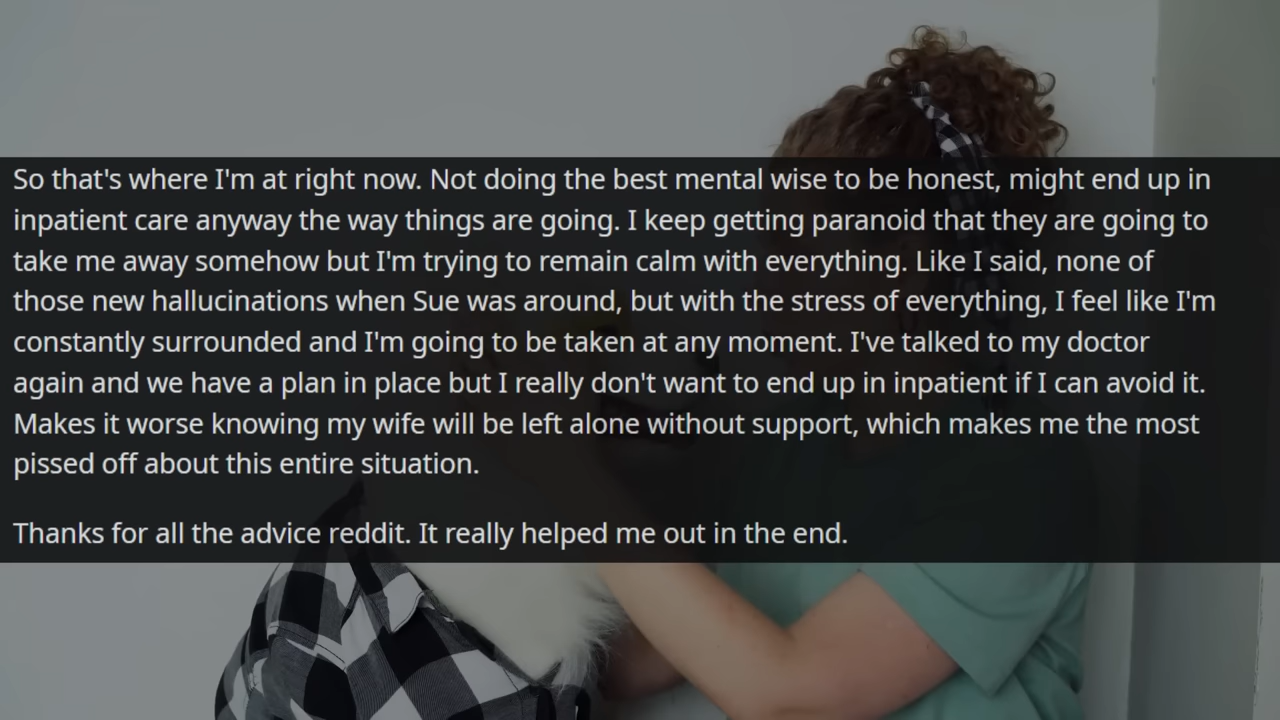 So that's where I'm at right now. Not doing the best mental wise to be honest, might end up in
inpatient care anyway the way things are going. I keep getting paranoid that they are going to
take me away somehow but I'm trying to remain calm with everything. Like I said, none of
those new hallucinations when Sue was around, but with the stress of everything, I feel like I'm
constantly surrounded and I'm going to be taken at any moment. I've talked to my doctor
again and we have a plan in place but I really don't want to end up in inpatient if I can avoid it.
Makes it worse knowing my wife will be left alone without support, which makes me the most
pissed off about this entire situation.
Thanks for all the advice reddit. It really helped me out in the end.